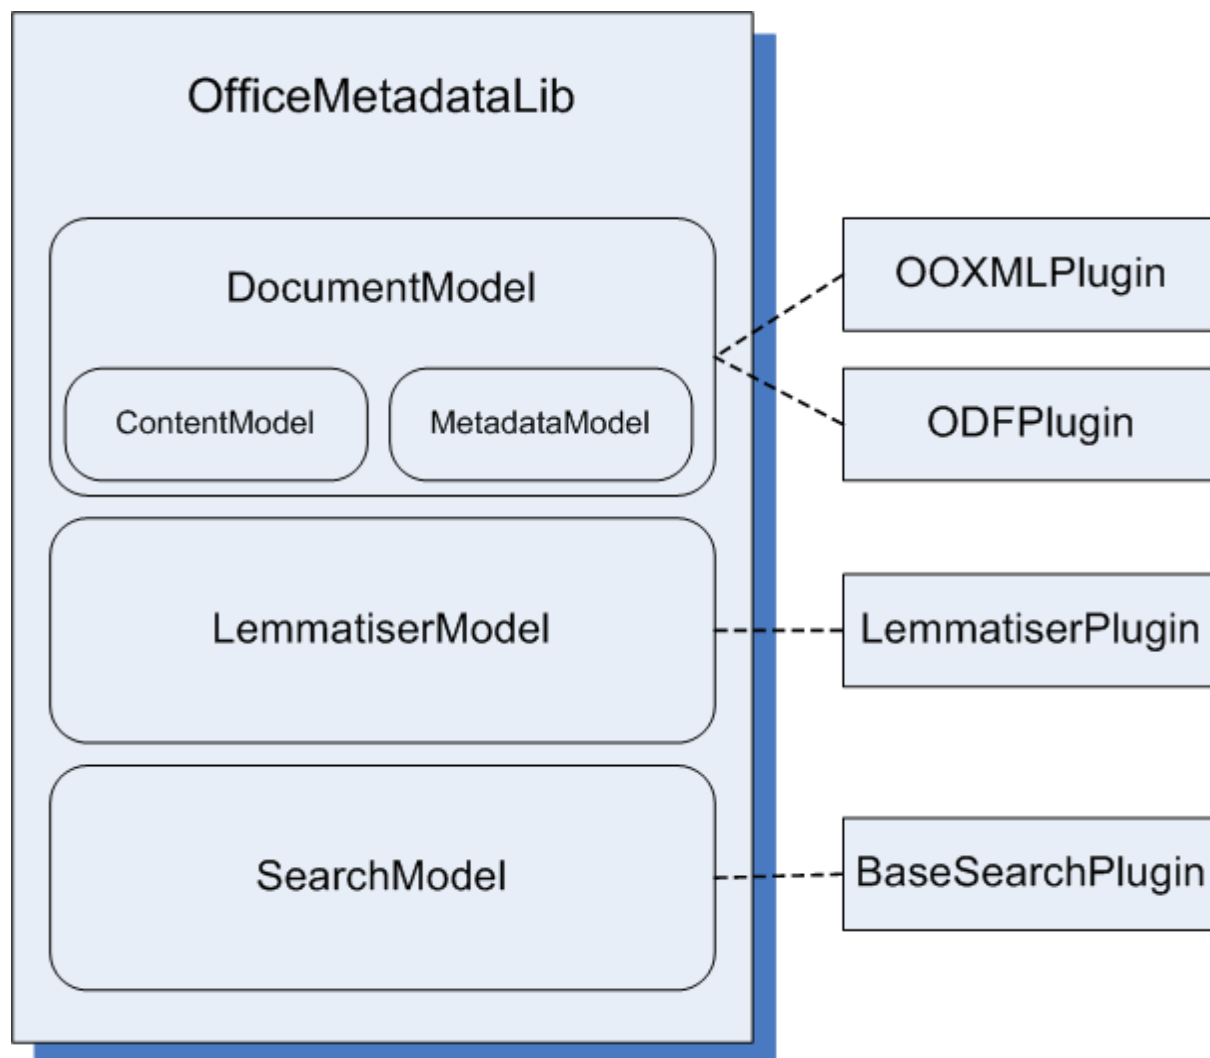 OfficeMetadataLib
DocumentModel
ContentModel
MetadataModel
LemmatiserModel
SearchModel
OOXMLPlugin
ODFPlugin
LemmatiserPlugin
BaseSearchPlugin